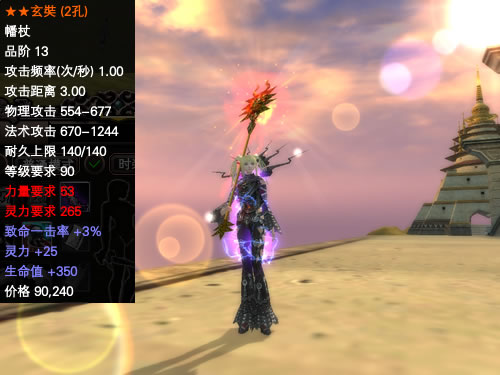 ★★玄奘 (2孔)
幡杖
品阶 13
攻击频率(次/秒) 1.00
攻击距离 3.00
物理攻击 554-677
法术攻击 670-1244
耐久上限 140/140
等级要求 90
力量要求 53
灵力要求 265
致命一击率 +3%
灵力 +25
生命值 +350
价格 90,240